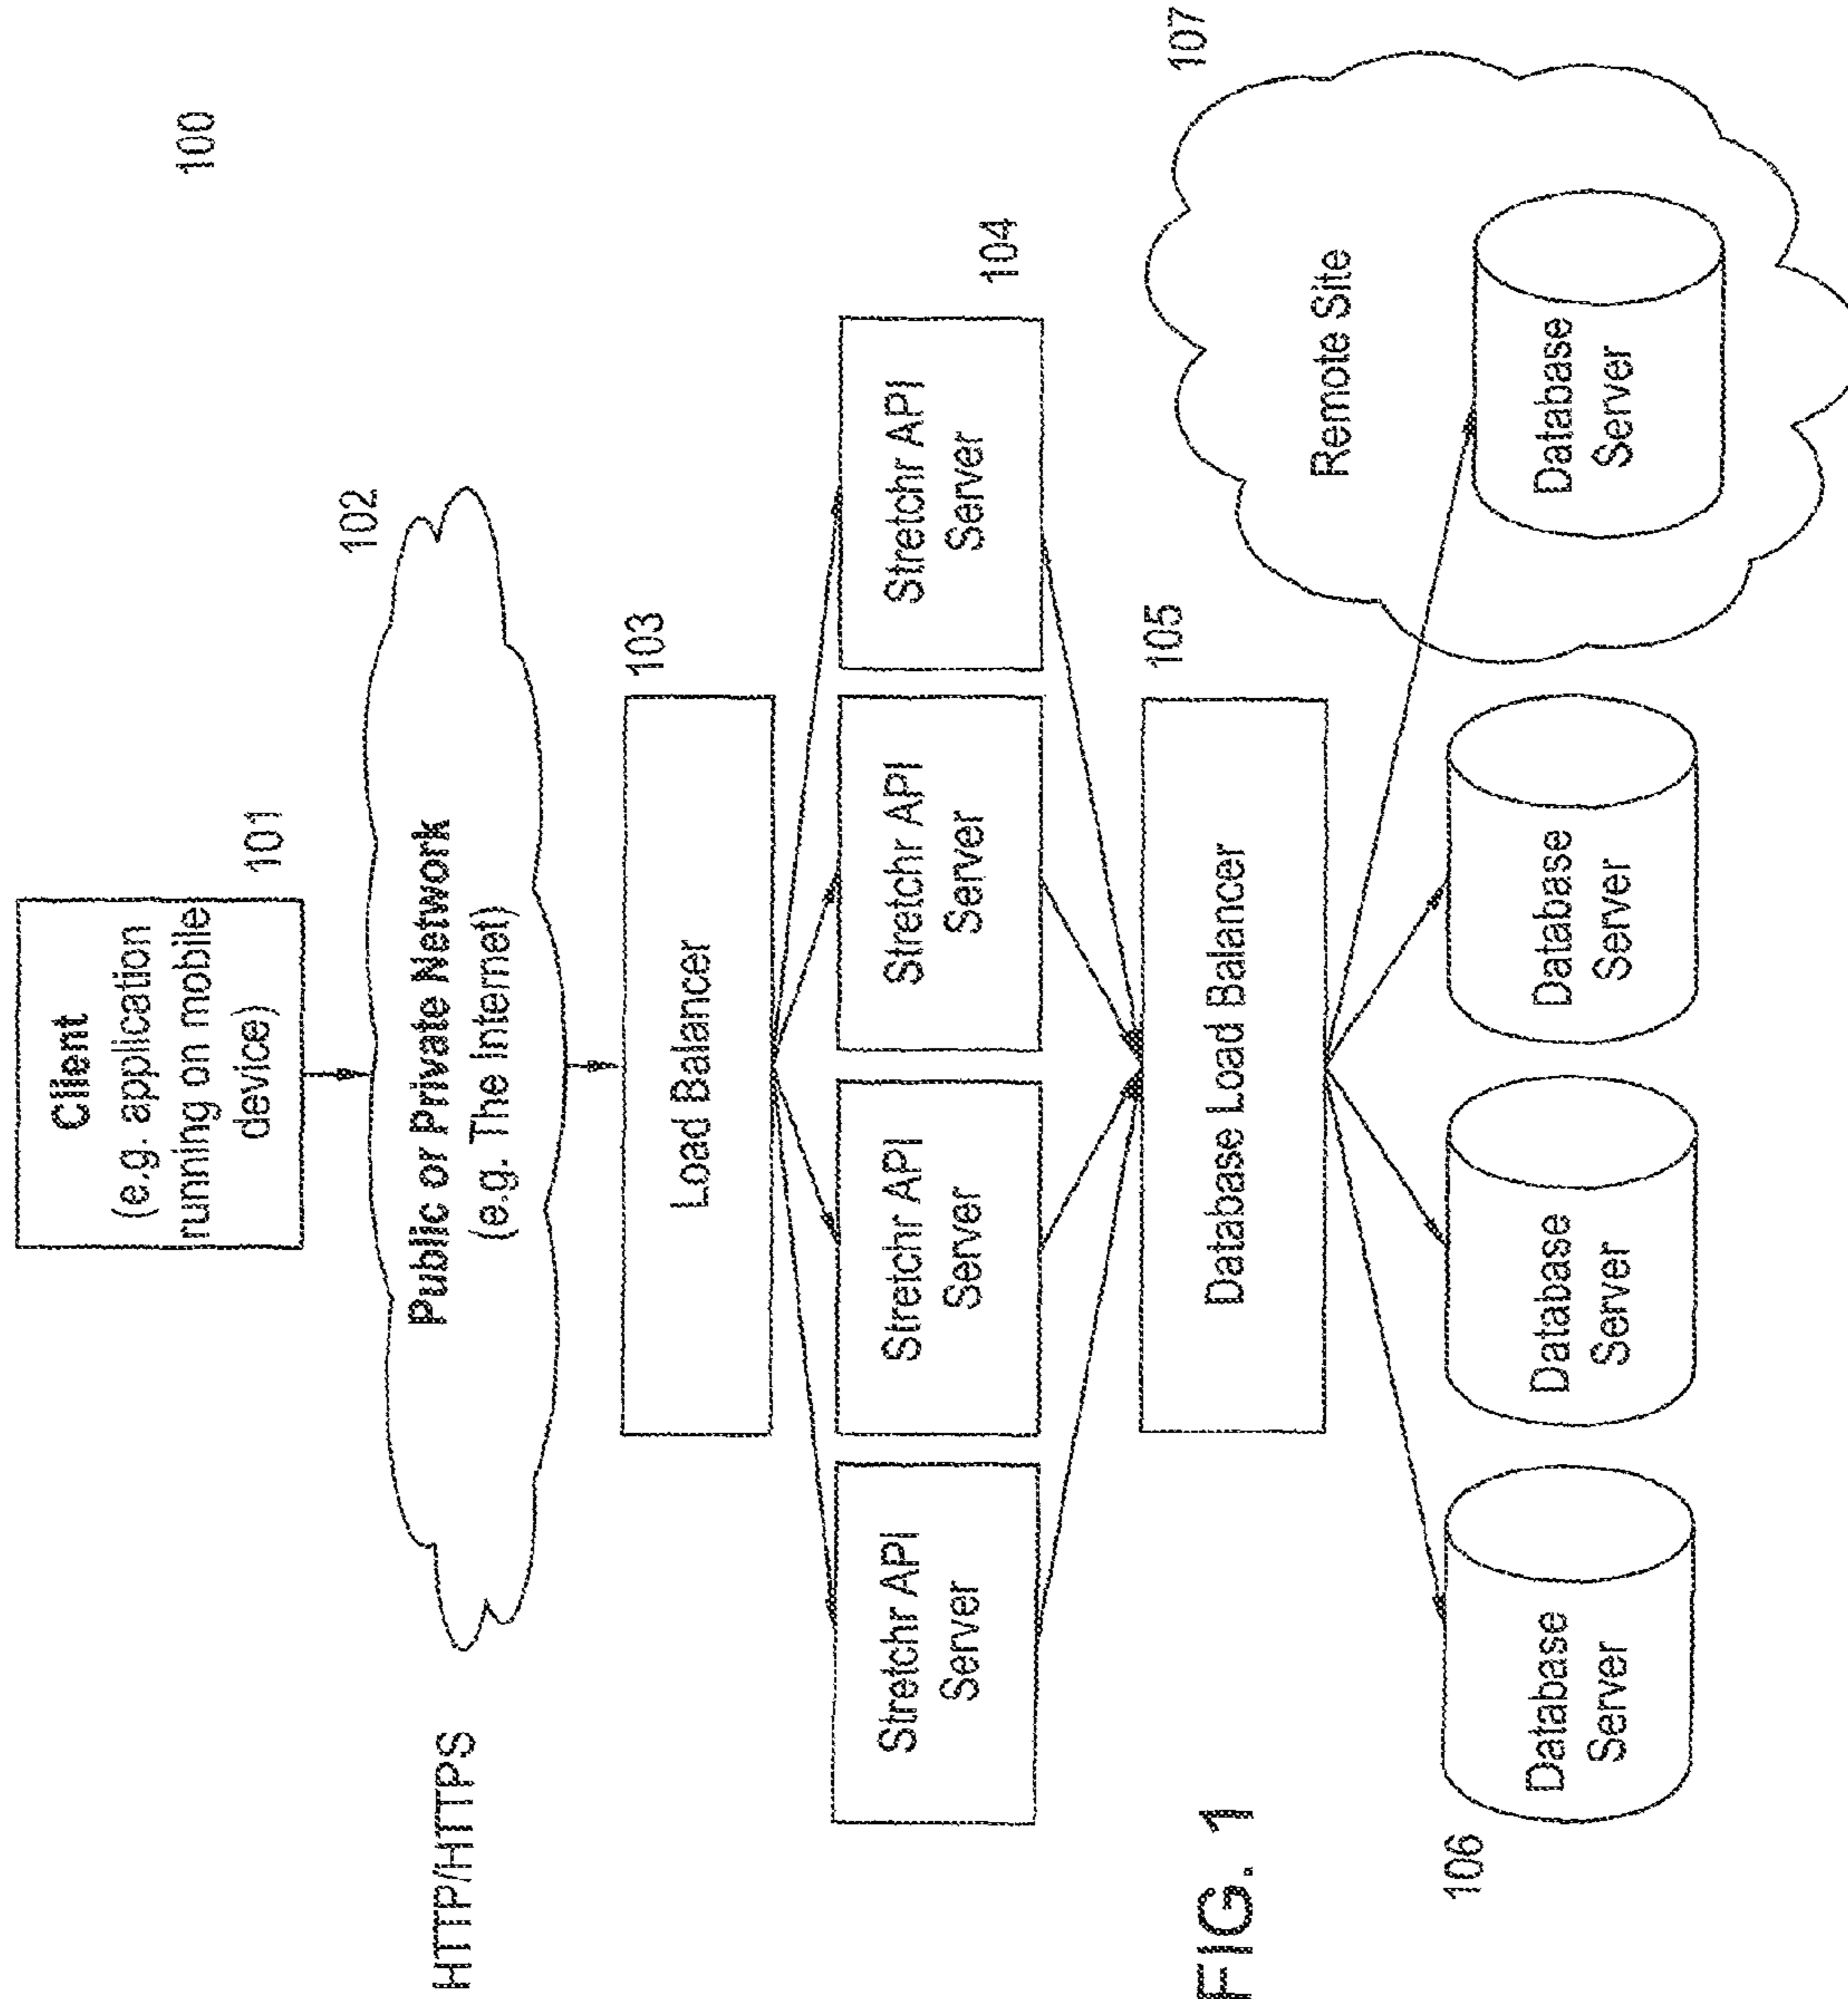 100
Client
(e.g. application
running on mobile
device)
101
HTTP/HTTPS
Public or Private Network
(e.g. The Internet)
102
Load Balancer
103
Stretchr API
Server
Stretchr API
Server
Stretchr API
Server
Stretchr API
Server
104
Database Load Balancer
105
FIG. 1
106
Database
Server
Database
Server
Database
Server
Remote Site
Database
Server
107